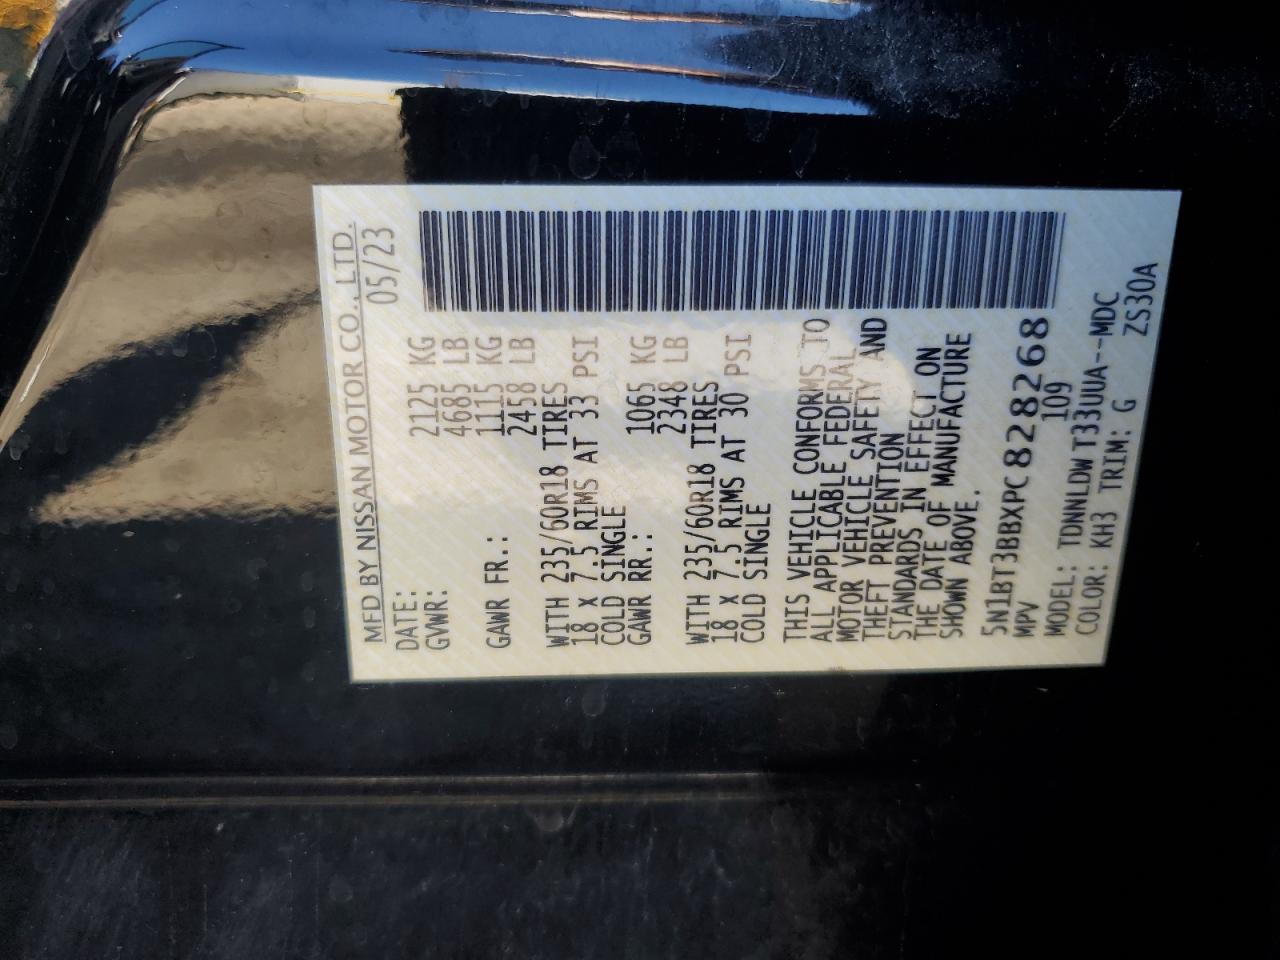 MFD BY NISSAN MOTOR CO., LTD.
DATE: 05/23
GVWR: 2125 KG
4685 LB
GAWR FR.: 1115 KG
2458 LB
WITH 235/60R18 TIRES
18 x 7.5 RIMS AT 33 PSI
COLD SINGLE
GAWR RR.: 1065 KG
2348 LB
WITH 235/60R18 TIRES
18 x 7.5 RIMS AT 30 PSI
COLD SINGLE
THIS VEHICLE CONFORMS TO
ALL APPLICABLE FEDERAL
MOTOR VEHICLE SAFETY AND
THEFT PREVENTION
STANDARDS IN EFFECT ON
THE DATE OF MANUFACTURE
SHOWN ABOVE.
5N1BT3BBXPC828268
MPV 109
MODEL: TDNNLDWT33UUA--MDC
COLOR: KH3 TRIM: G ZS30A